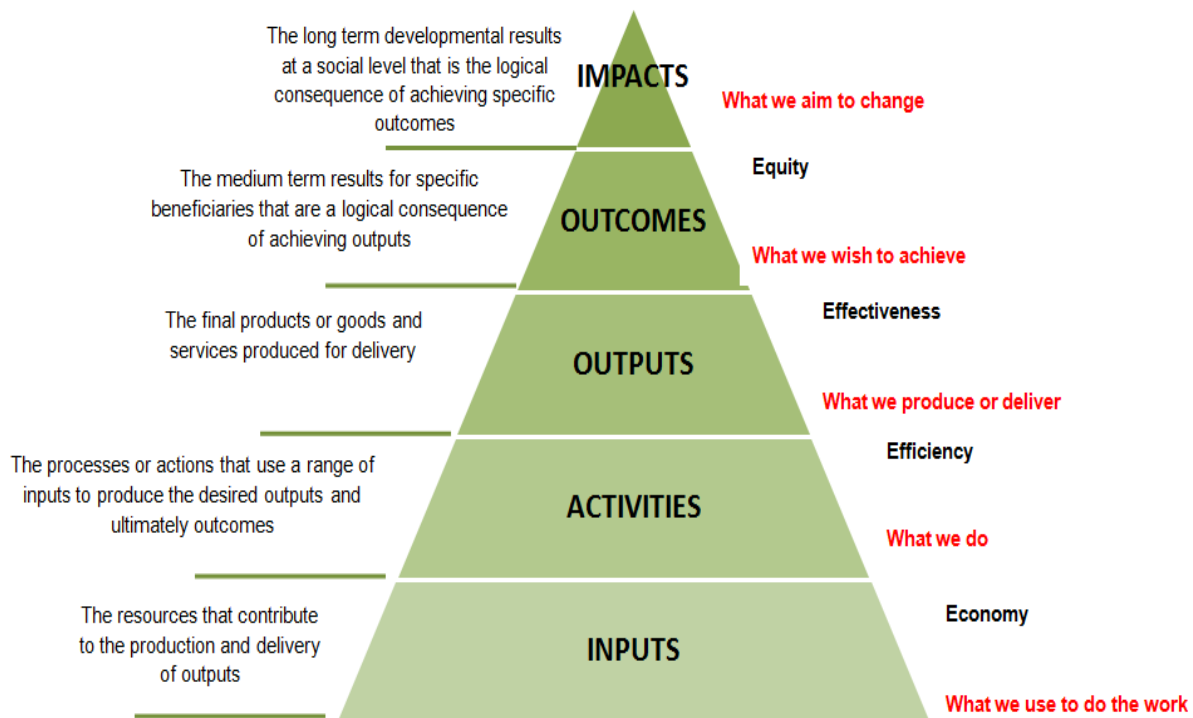 The long term developmental results
at a social level that is the logical
consequence of achieving specific
outcomes
IMPACTS
What we aim to change
The medium term results for specific
beneficiaries that are a logical consequence
of achieving outputs
OUTCOMES
Equity
What we wish to achieve
The final products or goods and
services produced for delivery
OUTPUTS
Effectiveness
What we produce or deliver
The processes or actions that use a range of
inputs to produce the desired outputs and
ultimately outcomes
ACTIVITIES
Efficiency
What we do
The resources that contribute
to the production and delivery
of outputs
INPUTS
Economy
What we use to do the work